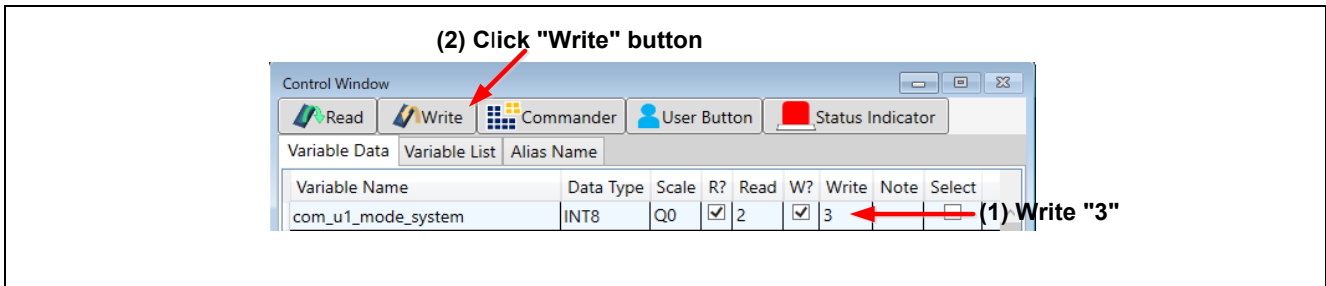 (2) Click "Write" button
Control Window
Read Write Commander User Button Status Indicator
Variable Data Variable List Alias Name
Variable Name Data Type Scale R? Read W? Write Note Select
com_u1_mode_system INT8 Q0 2 3
(1) Write "3"